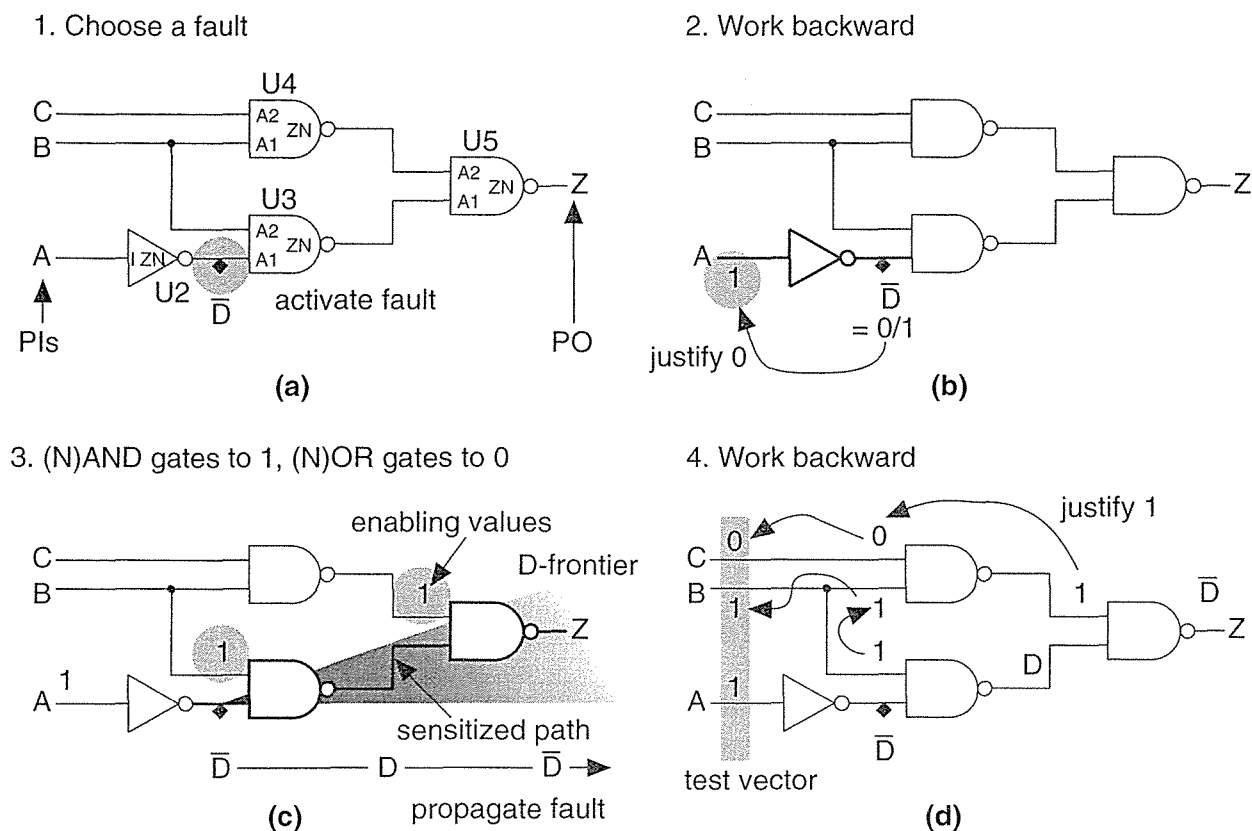 1. Choose a fault
C
B
A
PIs
U4
A2
A1
ZN
U3
A2
A1
ZN
U5
A2
A1
ZN
Z
I ZN
U2
D̅
activate fault
PO
(a)
2. Work backward
C
B
A
1
justify 0
D̅
= 0/1
Z
(b)
3. (N)AND gates to 1, (N)OR gates to 0
enabling values
D-frontier
C
B
1
1
A
1
Z
sensitized path
D̅ D D̅
propagate fault
(c)
4. Work backward
justify 1
0
0
C
B
1
1
1
1
D̅
Z
D
A
1
D̅
test vector
(d)